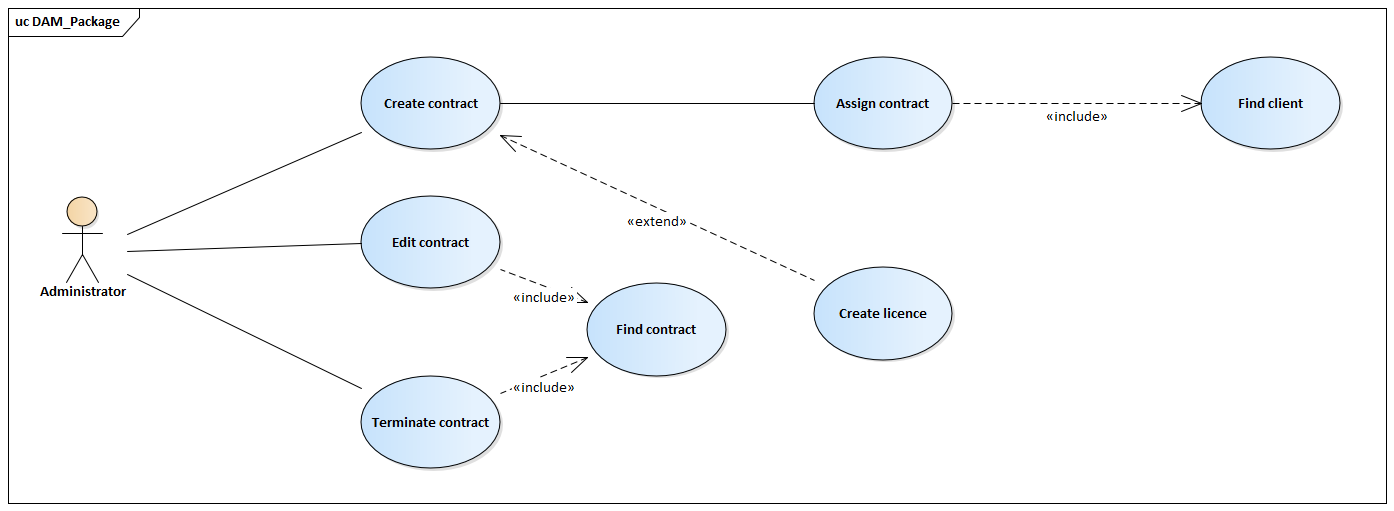 uc DAM_Package
Create contract
Assign contract
«include»
Find client
«extend»
Administrator
Edit contract
«include»
Find contract
Create licence
«include»
Terminate contract